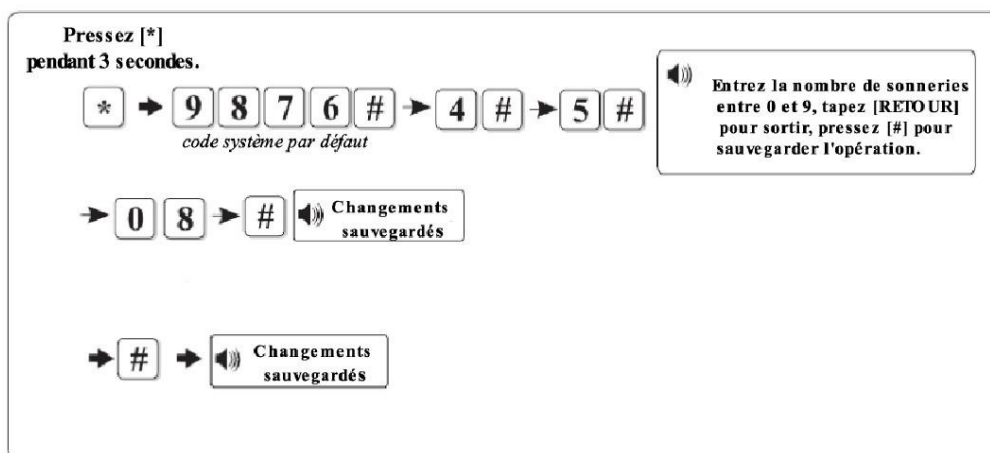 Pressez [*]
pendant 3 secondes.
* 9 8 7 6 # 4 # 5 #
code système par défaut
Entrez la nombre de sonneries
entre 0 et 9, tapez [RETOUR]
pour sortir, pressez [#] pour
sauvegarder l'opération.
0 8 # Changements
sauvegardés
# Changements
sauvegardés